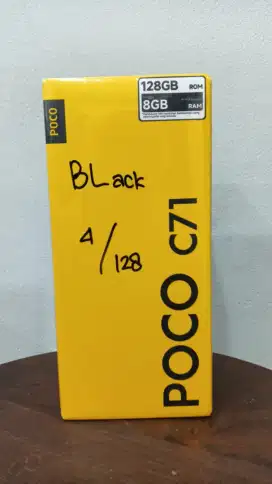 POCO
128GB ROM
8GB RAM
BLack
4/128
POCO C71